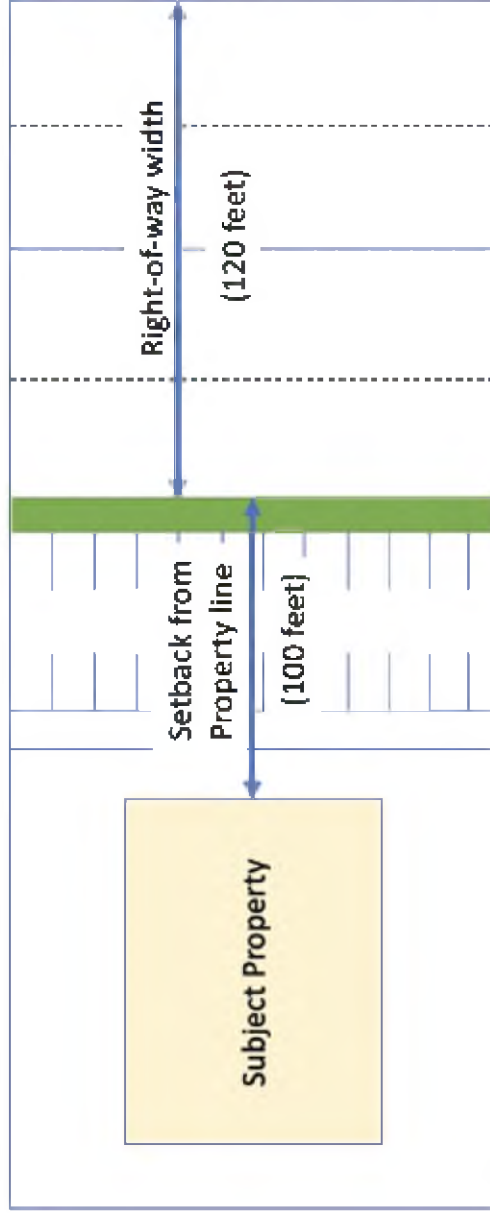 Subject Property
Setback from
Property line
(100 feet)
Right-of-way width
(120 feet)